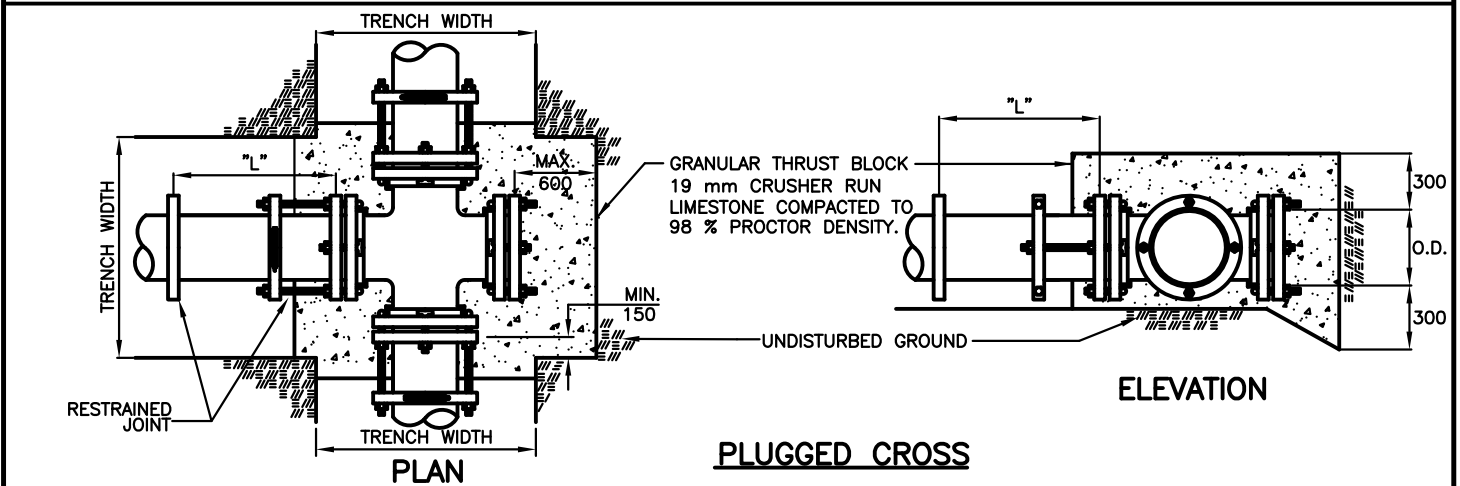 TRENCH WIDTH
"L"
"L"
MAX.
600
GRANULAR THRUST BLOCK
19 mm CRUSHER RUN
LIMESTONE COMPACTED TO
98 % PROCTOR DENSITY.
300
TRENCH WIDTH
O.D.
MIN.
150
300
UNDISTURBED GROUND
ELEVATION
RESTRAINED
JOINT
TRENCH WIDTH
PLAN
PLUGGED CROSS